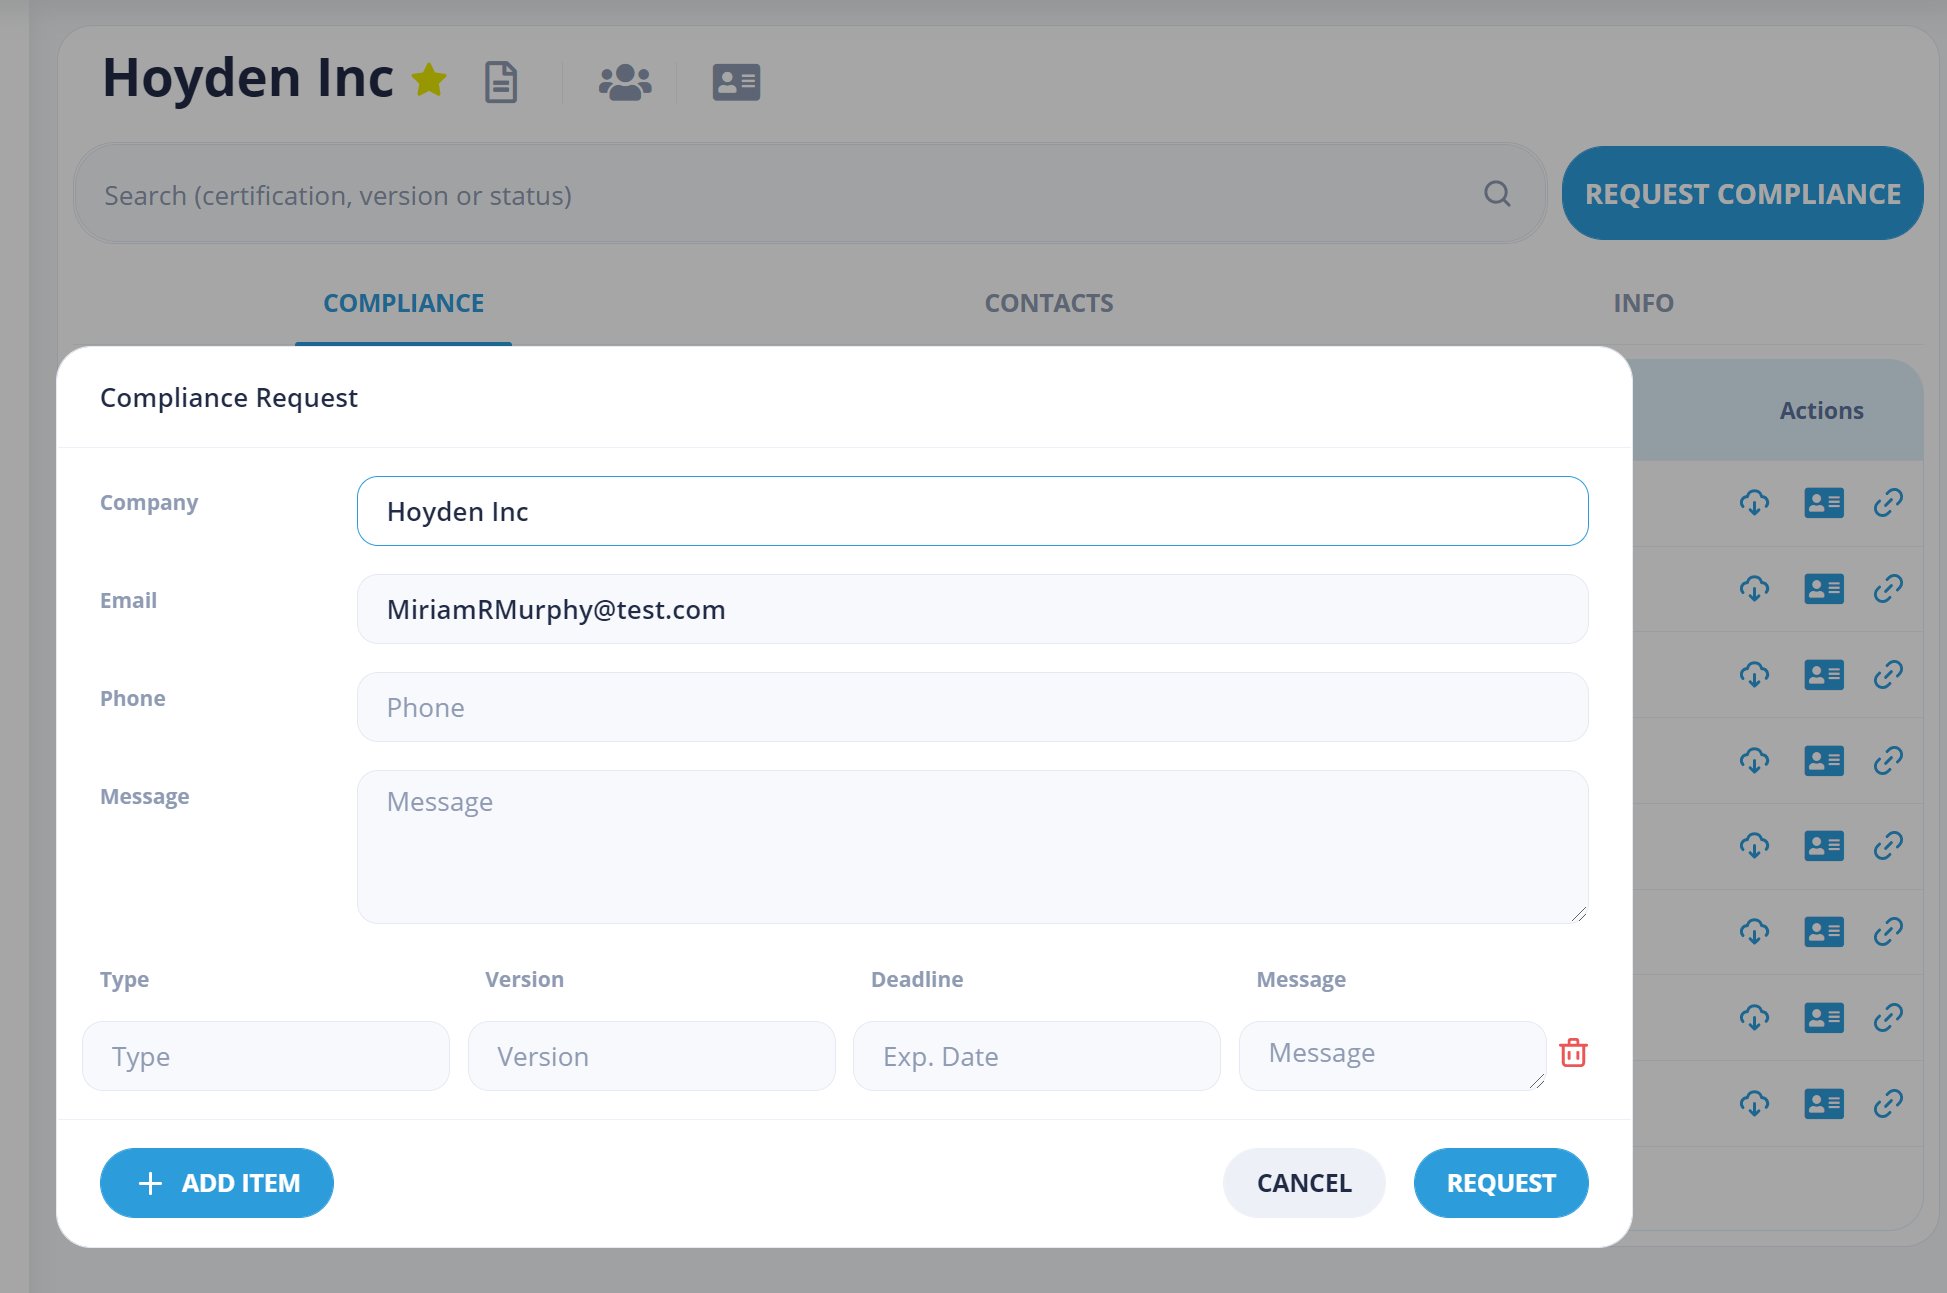 Hoyden Inc
Search (certification, version or status)
REQUEST COMPLIANCE
COMPLIANCE
CONTACTS
INFO
Actions
Compliance Request
Company
Hoyden Inc
Email
MiriamRMurphy@test.com
Phone
Phone
Message
Message
Type
Version
Deadline
Message
Type
Version
Exp. Date
Message
ADD ITEM
CANCEL
REQUEST